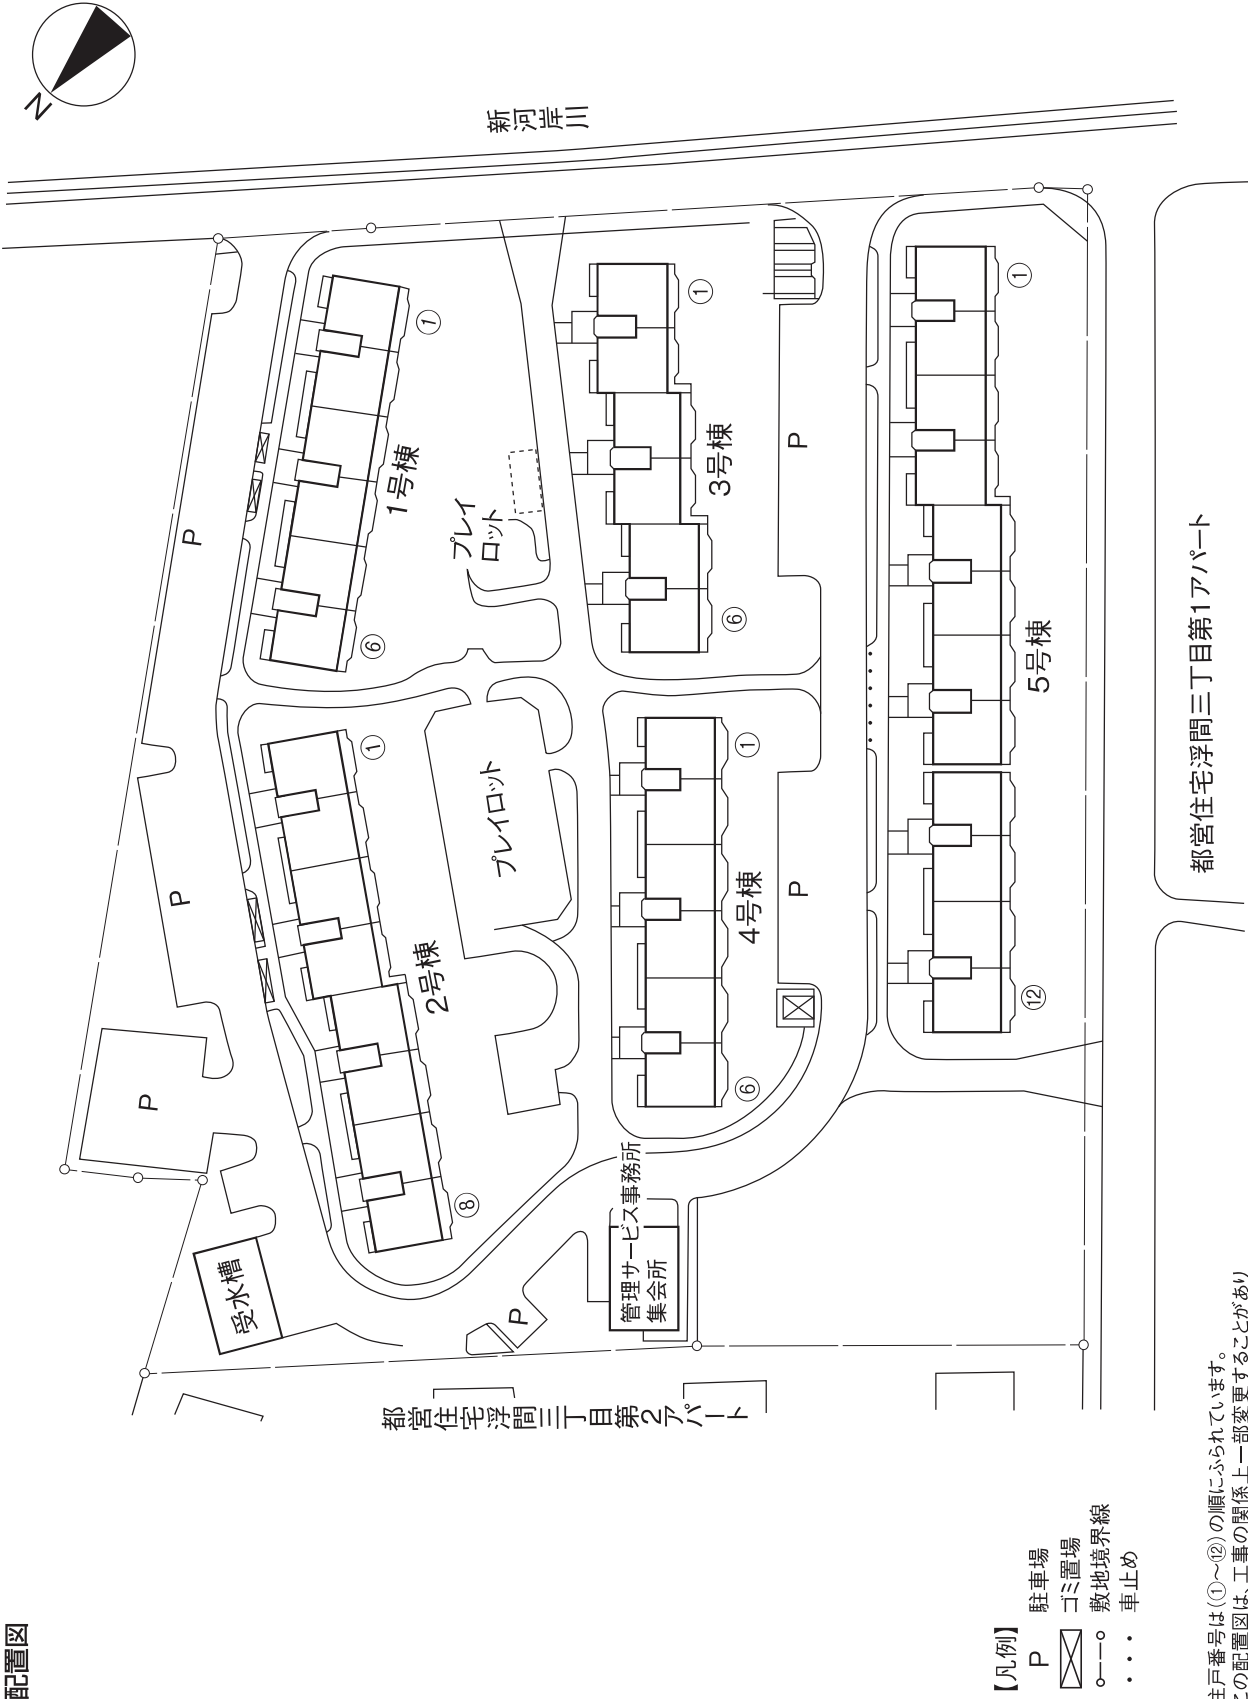 配置図
N
新河岸川
P
1号棟
①
⑥
プレイ
ロット
3号棟
①
⑥
P
5号棟
①
⑫
都営住宅浮間三丁目第1アパート
P
2号棟
①
⑧
プレイロット
4号棟
①
⑥
P
P
受水槽
P
管理サービス事務所
集会所
都営住宅浮間三丁目第2アパート
【凡例】
P 駐車場
ゴミ置場
敷地境界線
車止め
住戸番号は(①～⑫)の順にふられています。
この配置図は、工事の関係上一部変更することがあり